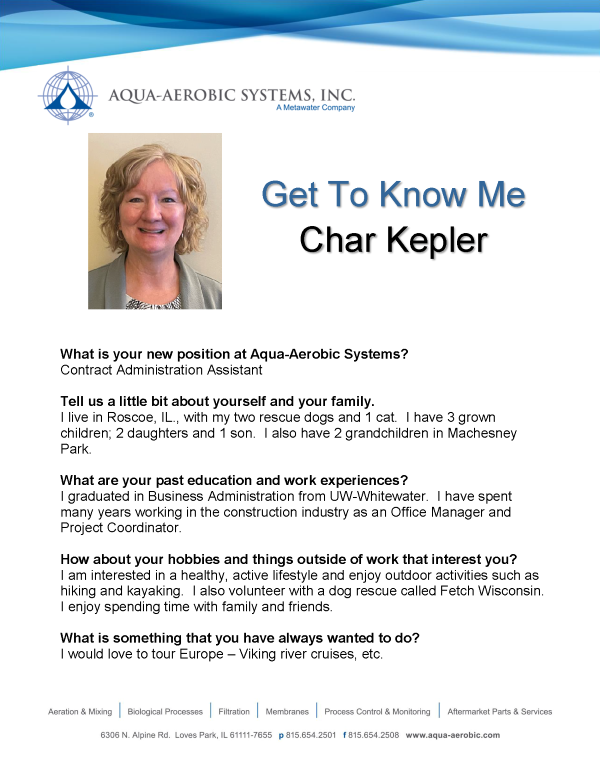 AQUA-AEROBIC SYSTEMS, INC.
A Metawater Company
®
Get To Know Me
Char Kepler
What is your new position at Aqua-Aerobic Systems?
Contract Administration Assistant
Tell us a little bit about yourself and your family.
I live in Roscoe, IL., with my two rescue dogs and 1 cat.  I have 3 grown
children; 2 daughters and 1 son.  I also have 2 grandchildren in Machesney
Park.
What are your past education and work experiences?
I graduated in Business Administration from UW-Whitewater.  I have spent
many years working in the construction industry as an Office Manager and
Project Coordinator.
How about your hobbies and things outside of work that interest you?
I am interested in a healthy, active lifestyle and enjoy outdoor activities such as
hiking and kayaking.  I also volunteer with a dog rescue called Fetch Wisconsin.
I enjoy spending time with family and friends.
What is something that you have always wanted to do?
I would love to tour Europe – Viking river cruises, etc.
Aeration & Mixing | Biological Processes | Filtration | Membranes | Process Control & Monitoring | Aftermarket Parts & Services
6306 N. Alpine Rd.  Loves Park, IL 61111-7655  p 815.654.2501  f 815.654.2508  www.aqua-aerobic.com